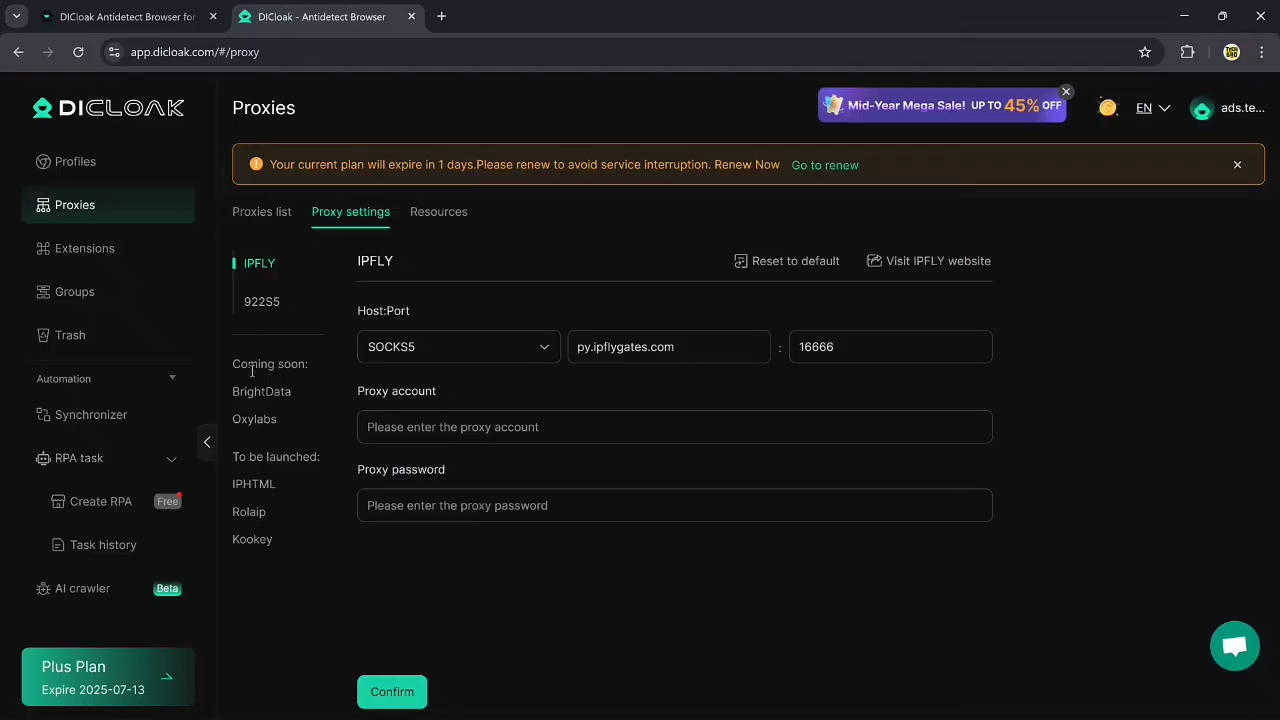 DICloak Antidetect Browser for
DICloak - Antidetect Browser
app.dicloak.com/#/proxy
DICLOAK
Proxies
Mid-Year Mega Sale! UP TO 45% OFF
EN
ads.te...
Your current plan will expire in 1 days.Please renew to avoid service interruption. Renew Now Go to renew
Profiles
Proxies
Extensions
Groups
Trash
Automation
Synchronizer
RPA task
Create RPA Free
Task history
AI crawler Beta
Plus Plan
Expire 2025-07-13
Proxies list Proxy settings Resources
IPFLY
922S5
Coming soon:
BrightData
Oxylabs
To be launched:
IPHTML
Rolaip
Kookey
IPFLY
Reset to default
Visit IPFLY website
Host:Port
SOCKS5
py.ipflygates.com
:
16666
Proxy account
Please enter the proxy account
Proxy password
Please enter the proxy password
Confirm